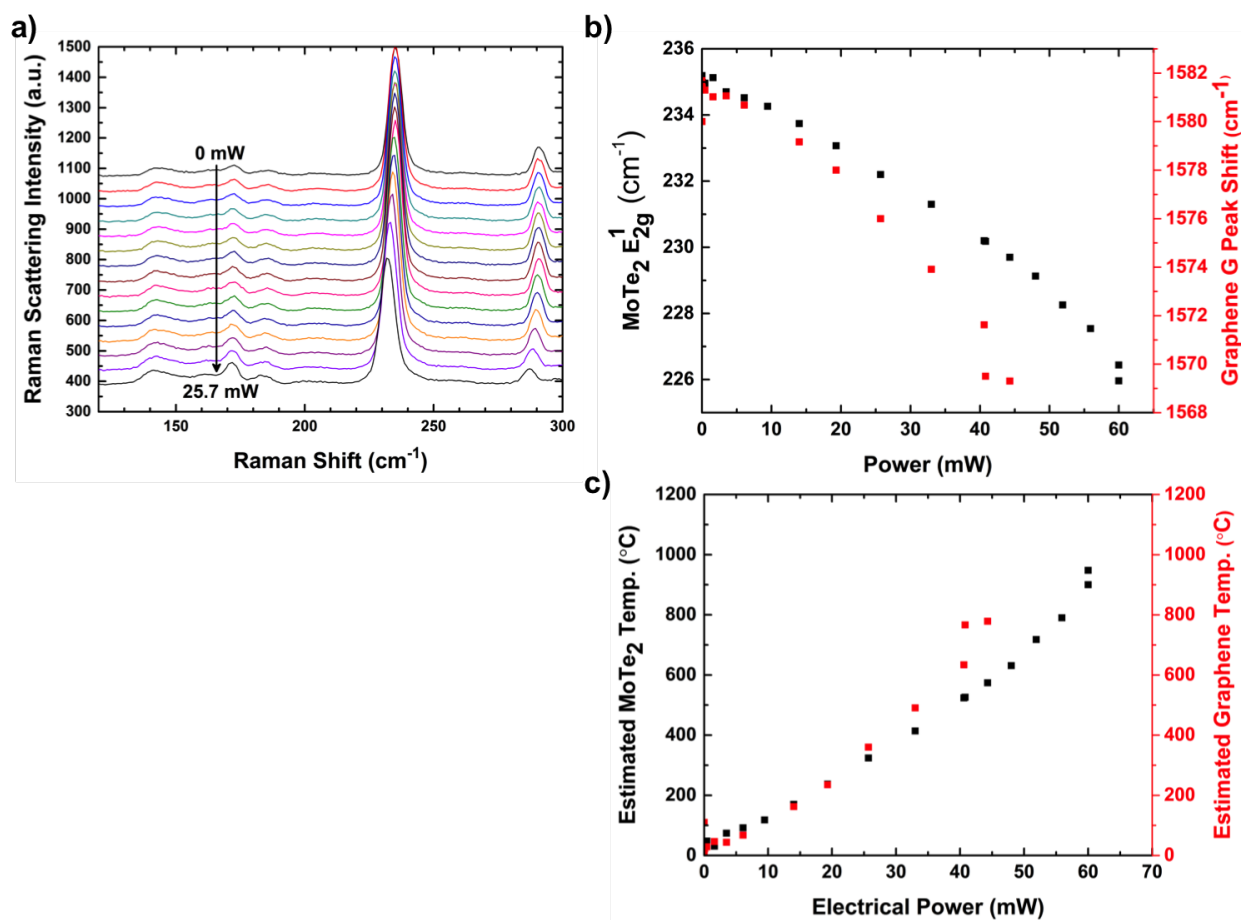 a)
1500
1400
1300
1200
1100
1000
900
800
700
600
500
400
300
Raman Scattering Intensity (a.u.)
0 mW
25.7 mW
150 200 250 300
Raman Shift (cm-1)
b)
236
234
232
230
228
226
MoTe2 E12g (cm-1)
1582
1580
1578
1576
1574
1572
1570
1568
Graphene G Peak Shift (cm-1)
0 10 20 30 40 50 60
Power (mW)
c)
1200
1000
800
600
400
200
0
Estimated MoTe2 Temp. (°C)
1200
1000
800
600
400
200
0
Estimated Graphene Temp. (°C)
0 10 20 30 40 50 60 70
Electrical Power (mW)